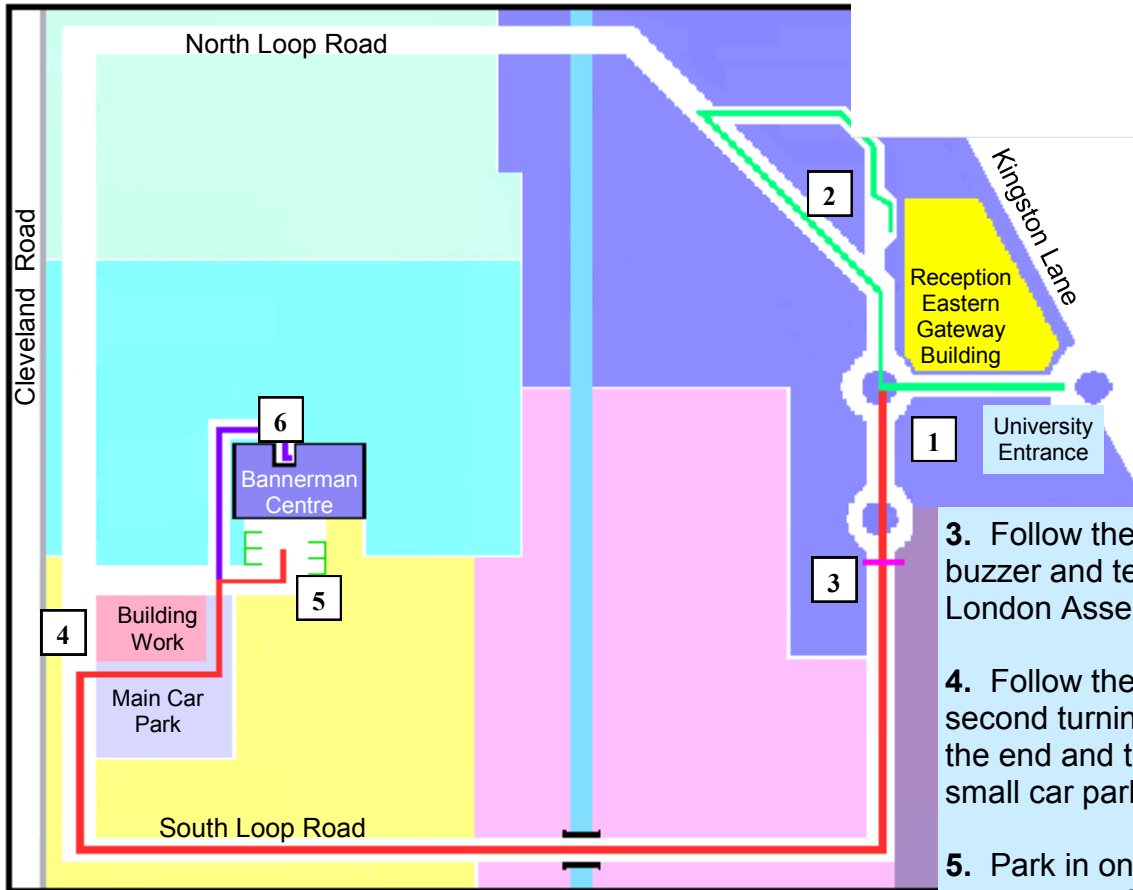 North Loop Road
Kingston Lane
2
Cleveland Road
Reception
Eastern
Gateway
Building
6
1
University
Entrance
Bannerman
Centre
3. Follow the
buzzer and te
London Asse
3
5
4
Building
Work
4. Follow the
second turnin
the end and t
small car park
Main Car
Park
South Loop Road
5. Park in on